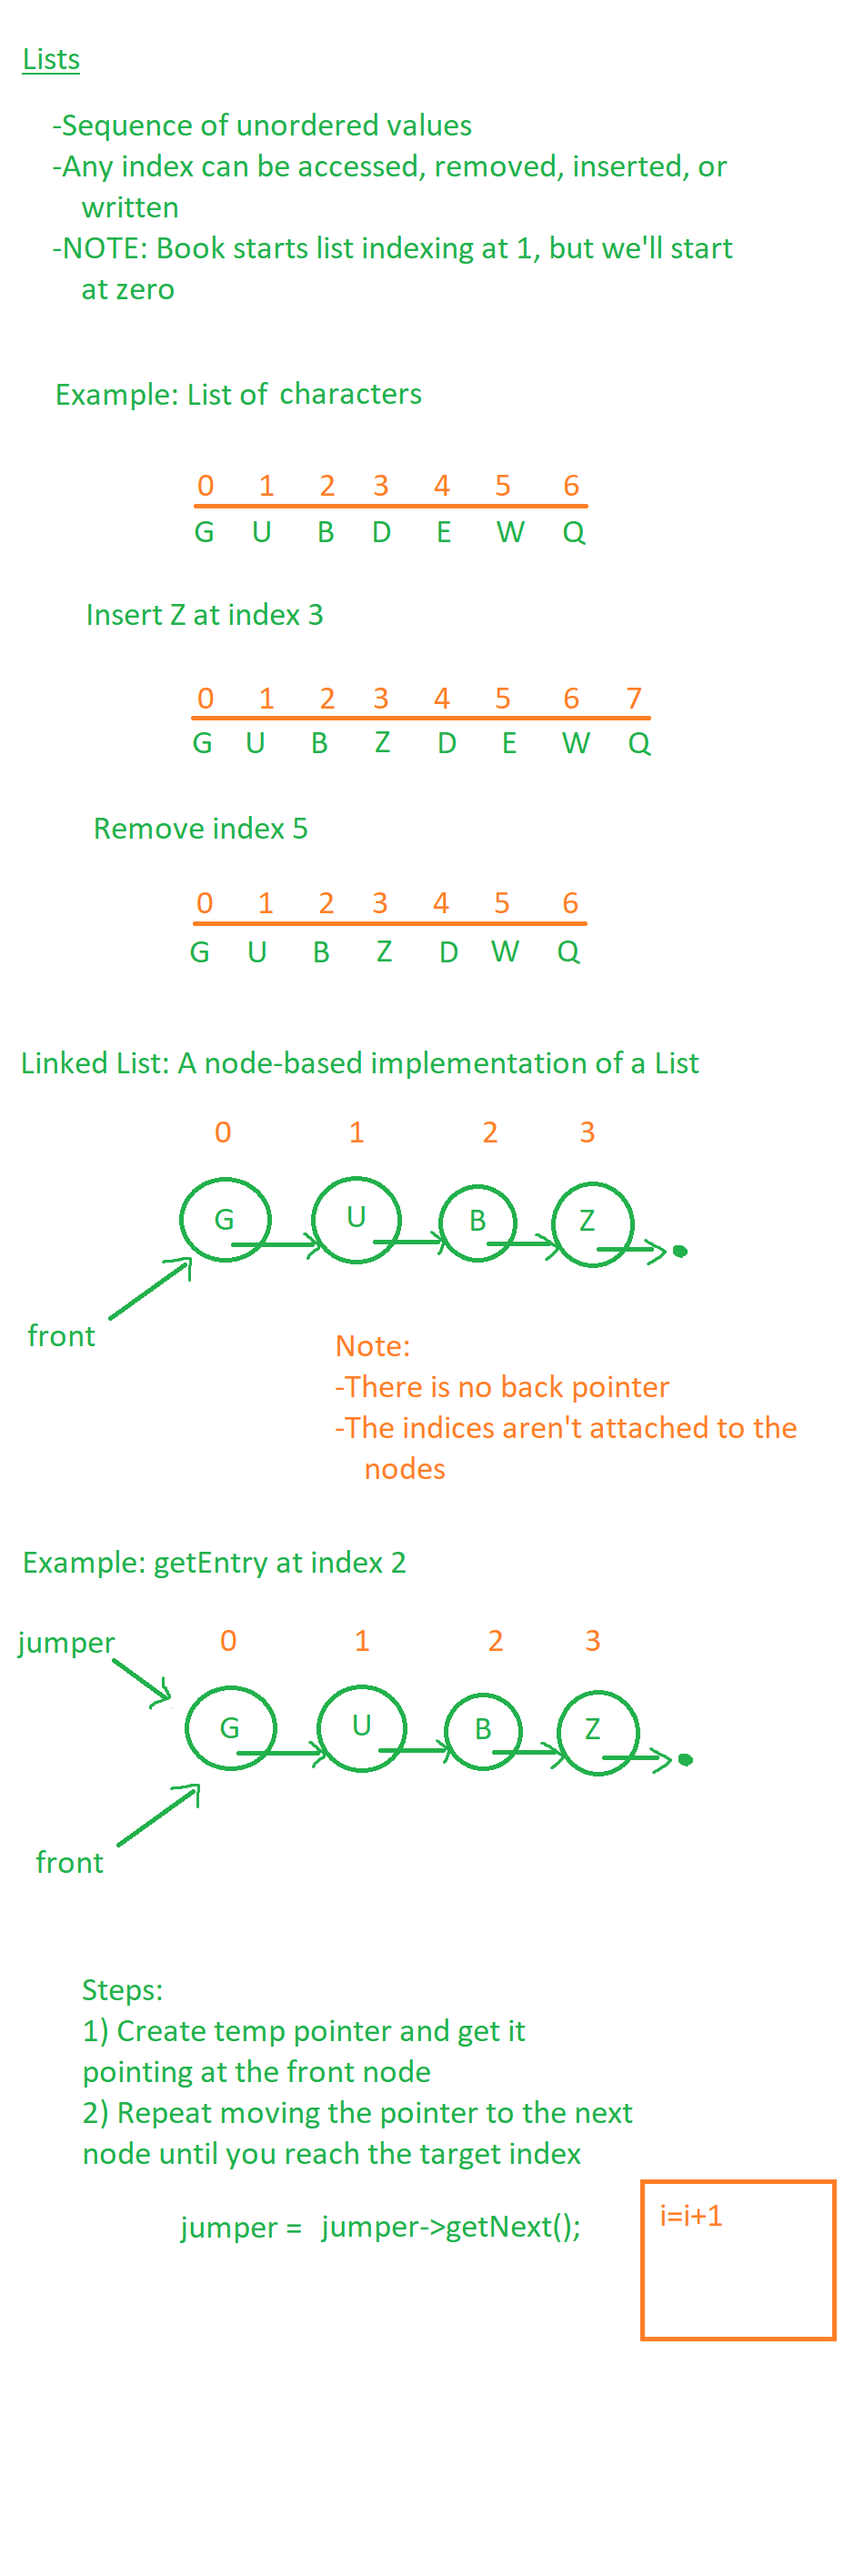 Lists
-Sequence of unordered values
-Any index can be accessed, removed, inserted, or
written
-NOTE: Book starts list indexing at 1, but we'll start
at zero
Example: List of characters
0 1 2 3 4 5 6
G U B D E W Q
Insert Z at index 3
0 1 2 3 4 5 6 7
G U B Z D E W Q
Remove index 5
0 1 2 3 4 5 6
G U B Z D W Q
Linked List: A node-based implementation of a List
0 1 2 3
G U B Z
front
Note:
-There is no back pointer
-The indices aren't attached to the
nodes
Example: getEntry at index 2
jumper 0 1 2 3
G U B Z
front
Steps:
1) Create temp pointer and get it
pointing at the front node
2) Repeat moving the pointer to the next
node until you reach the target index
jumper = jumper->getNext();
i=i+1